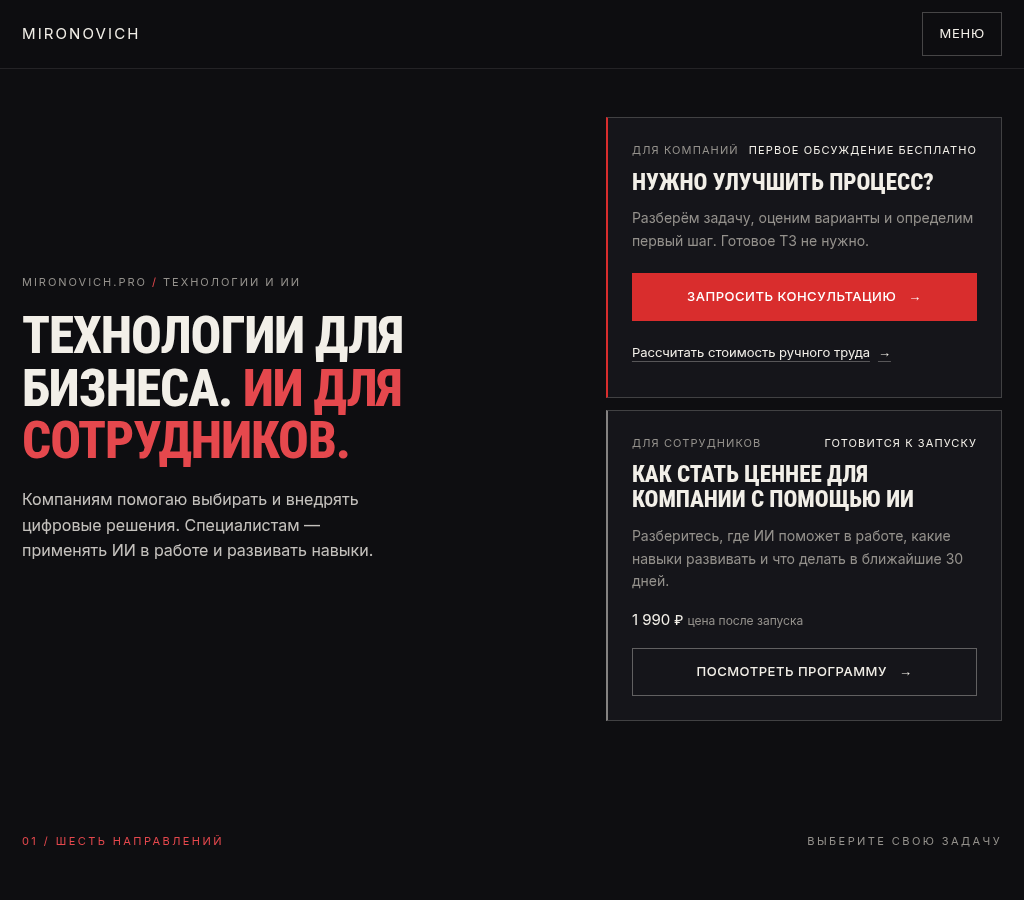 MIRONOVICH
МЕНЮ
MIRONOVICH.PRO / ТЕХНОЛОГИИ И ИИ
ТЕХНОЛОГИИ ДЛЯ
БИЗНЕСА. ИИ ДЛЯ
СОТРУДНИКОВ.
Компаниям помогаю выбирать и внедрять
цифровые решения. Специалистам —
применять ИИ в работе и развивать навыки.
ДЛЯ КОМПАНИЙ ПЕРВОЕ ОБСУЖДЕНИЕ БЕСПЛАТНО
НУЖНО УЛУЧШИТЬ ПРОЦЕСС?
Разберём задачу, оценим варианты и определим
первый шаг. Готовое ТЗ не нужно.
ЗАПРОСИТЬ КОНСУЛЬТАЦИЮ →
Рассчитать стоимость ручного труда →
ДЛЯ СОТРУДНИКОВ ГОТОВИТСЯ К ЗАПУСКУ
КАК СТАТЬ ЦЕННЕЕ ДЛЯ
КОМПАНИИ С ПОМОЩЬЮ ИИ
Разберитесь, где ИИ поможет в работе, какие
навыки развивать и что делать в ближайшие 30
дней.
1 990 ₽ цена после запуска
ПОСМОТРЕТЬ ПРОГРАММУ →
01 / ШЕСТЬ НАПРАВЛЕНИЙ
ВЫБЕРИТЕ СВОЮ ЗАДАЧУ